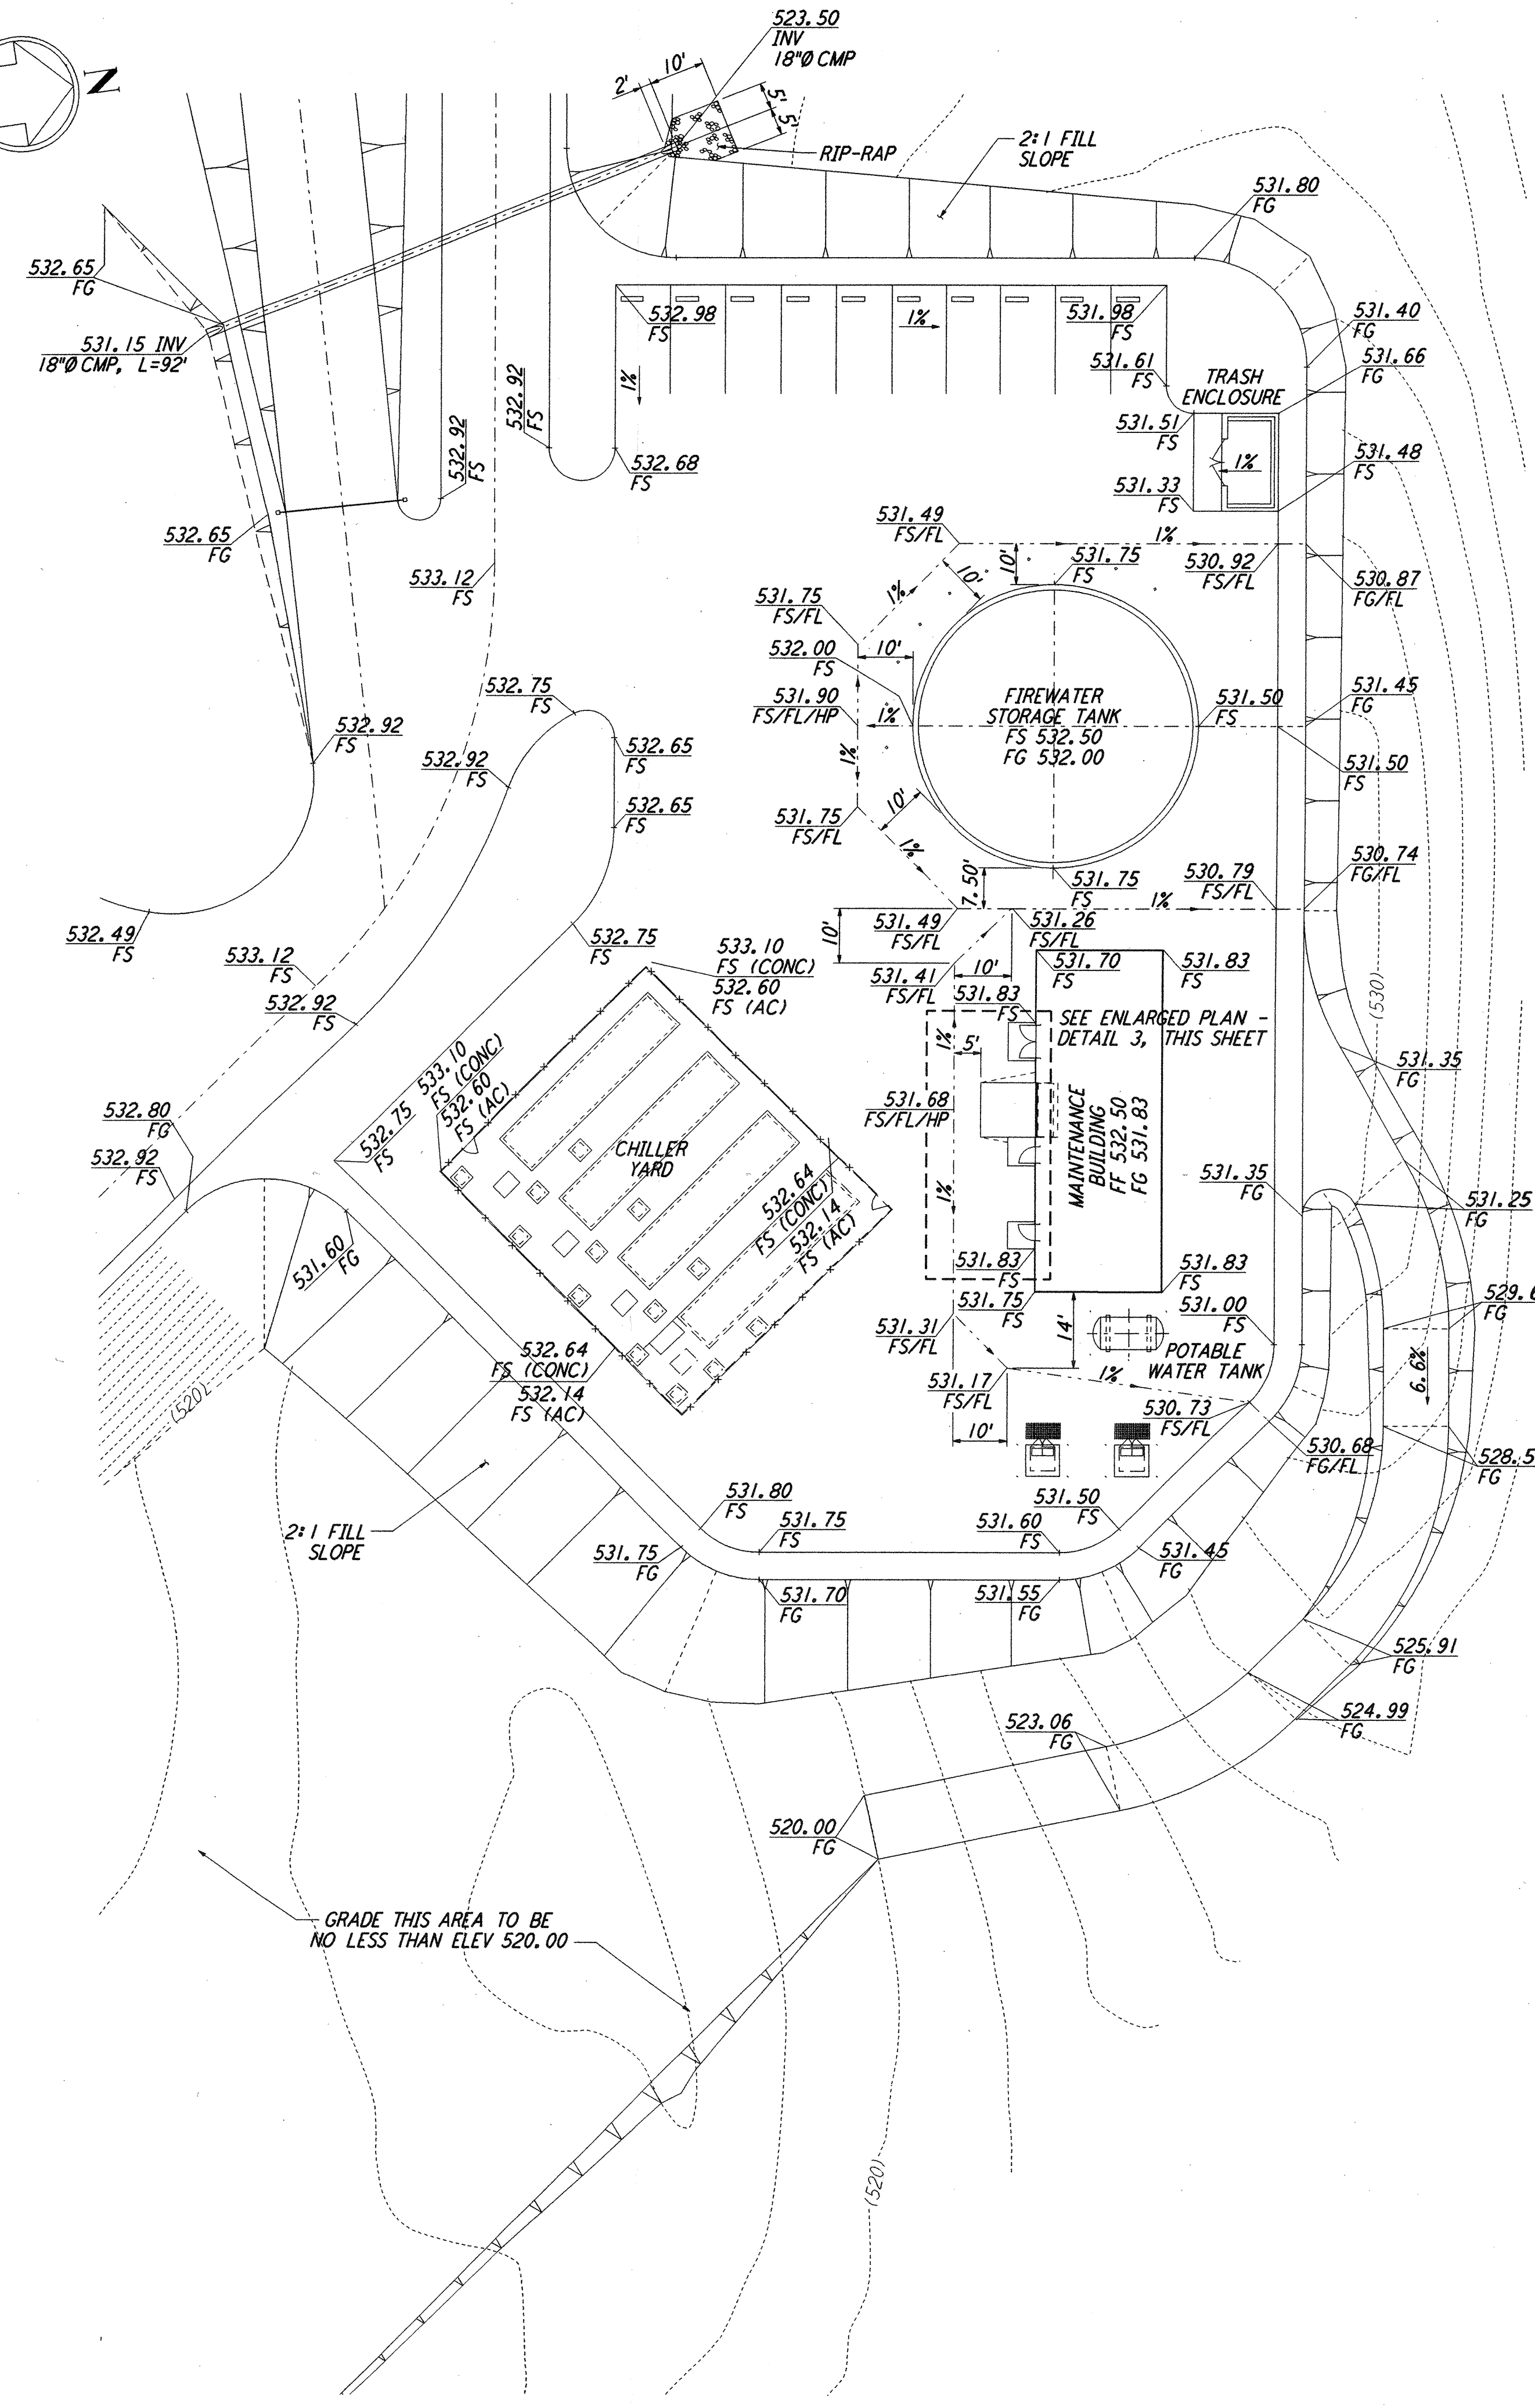 N
523.50
INV
18"Ø CMP
2'
10'
5'
5'
RIP-RAP
2:1 FILL
SLOPE
531.80
FG
532.65
FG
531.15 INV
18"Ø CMP, L=92'
532.98
FS
1%
531.98
FS
531.40
FG
531.66
FG
531.61
FS
TRASH
ENCLOSURE
1%
532.92
FS
532.92
FS
532.68
FS
531.51
FS
1%
531.48
FS
531.33
FS
532.65
FG
533.12
FS
531.49
FS/FL
10'
10'
531.75
FS
1%
530.92
FS/FL
530.87
FG/FL
1%
531.75
FS/FL
532.00
FS
10'
531.90
FS/FL/HP
1%
1%
FIREWATER
STORAGE TANK
FS 532.50
FG 532.00
531.50
FS
531.45
FG
531.50
FS
532.75
FS
532.92
FS
532.65
FS
532.92
FS
532.65
FS
531.75
FS/FL
10'
1%
7.50'
531.75
FS
530.79
FS/FL
530.74
FG/FL
1%
532.49
FS
533.12
FS
532.92
FS
532.75
FS
533.10
FS (CONC)
532.60
FS (AC)
531.49
FS/FL
10'
531.26
FS/FL
531.41
FS/FL
10'
531.70
FS
531.83
FS
531.83
FS
SEE ENLARGED PLAN -
DETAIL 3, THIS SHEET
(530)
1%
5'
531.68
FS/FL/HP
1%
MAINTENANCE
BUILDING
FF 532.50
FG 531.83
531.35
FG
531.35
FG
531.25
FG
532.80
FG
532.92
FS
532.75
FS
533.10
FS (CONC)
532.60
FS (AC)
CHILLER
YARD
532.64
FS (CONC)
532.14
FS (AC)
531.60
FG
531.83
FS
531.83
FS
531.75
FS
531.00
FS
529.6
FG
531.31
FS/FL
14'
POTABLE
WATER TANK
532.64
FS (CONC)
532.14
FS (AC)
531.17
FS/FL
1%
530.73
FS/FL
10'
6.6%
530.68
FG/FL
528.5
FG
(520)
2:1 FILL
SLOPE
531.80
FS
531.75
FS
531.60
FS
531.50
FS
531.75
FG
531.70
FG
531.55
FG
531.45
FG
525.91
FG
524.99
FG
523.06
FG
520.00
FG
GRADE THIS AREA TO BE
NO LESS THAN ELEV 520.00
(520)